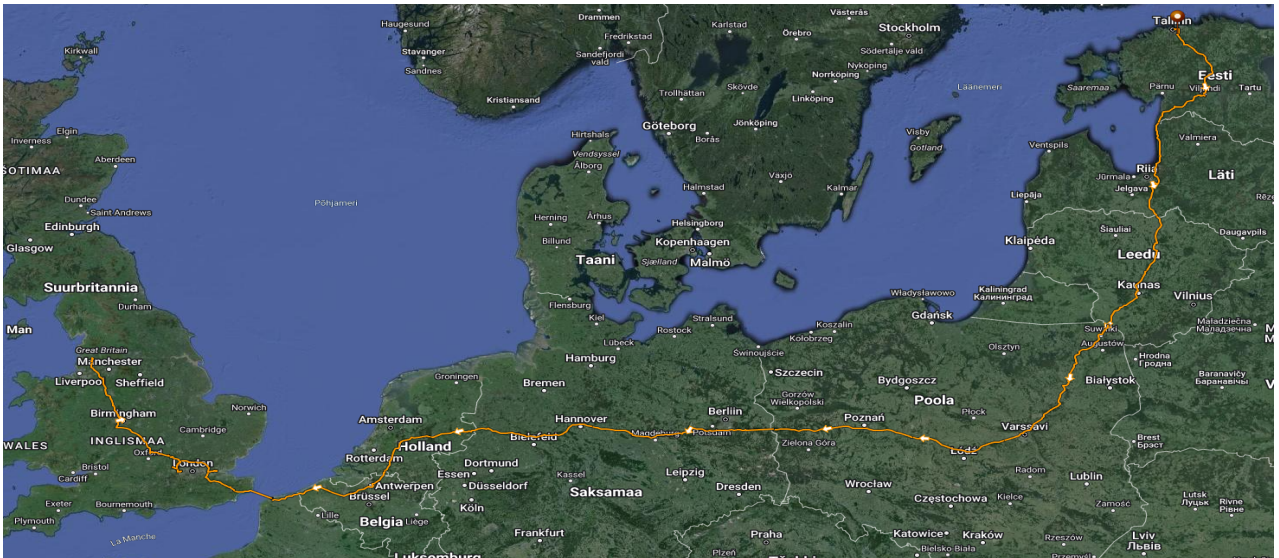 Haugesund
Drammen
Västerås
Karlstad
Stockholm
Tallinn
Kirkwall
Stavanger
Fredrikstad
Örebro
Sandefjordi
vald
Södertälje vald
Sandnes
Nyköping
Norrköping
Trollhättan
Skövde
Linköping
Läänemeri
Saaremaa
Pärnu
Eesti
Viljandi
Tartu
Kristiansand
Elgin
Inverness
Göteborg
Jönköping
Borås
Visby
Gotland
Hirtshals
Vendsyssel
Ålborg
Ventspils
Valmiera
SOTIMAA
Aberdeen
Växjö
Kalmar
Riia
Jūrmala
Jelgava
Läti
Dundee
Saint Andrews
Põhjameri
Halmstad
Liepāja
Edinburgh
Glasgow
Herning
Århus
Helsingborg
Billund
Kopenhaagen
Taani
Sjælland
Malmö
Klaipėda
Šiauliai
Daugavpils
Leedu
Suurbritannia
Durham
Flensburg
Kiel
Stralsund
Rostock
Lübeck
Władysławowo
Kaliningrad
Калининград
Kaunas
Vilnius
Gdańsk
Koszalin
Kołobrzeg
Man
Suwałki
Augustów
Maladziečna
Маладзечна
Great Britain
Manchester
Liverpool
Sheffield
Hamburg
Świnoujście
Szczecin
Olsztyn
Hrodna
Гродна
Groningen
Bremen
Bydgoszcz
Białystok
Baranavičy
Баранавічы
Birmingham
Norwich
Amsterdam
Hannover
Berliin
Gorzów
Wielkopolski
Poola
Poznań
Płock
Varssavi
WALES
INGLISMAA
Cambridge
Oxford
Holland
Rotterdam
Bielefeld
Magdeburg
Potsdam
Zielona Góra
Łódź
Brest
Брэст
Cardiff
Bristol
London
Essen
Dortmund
Düsseldorf
Kassel
Leipzig
Dresden
Wrocław
Radom
Lublin
Antwerpen
Brüssel
Köln
Saksamaa
Częstochowa
Kielce
Zamość
Lutsk
Луцьк
Rivne
Рівне
Exeter
Bournemouth
Plymouth
La Manche
Lille
Belgia
Liège
Frankfurt
Praha
Plzeň
Katowice
Kraków
Bielsko-Biała
Rzeszów
Lviv
Львів